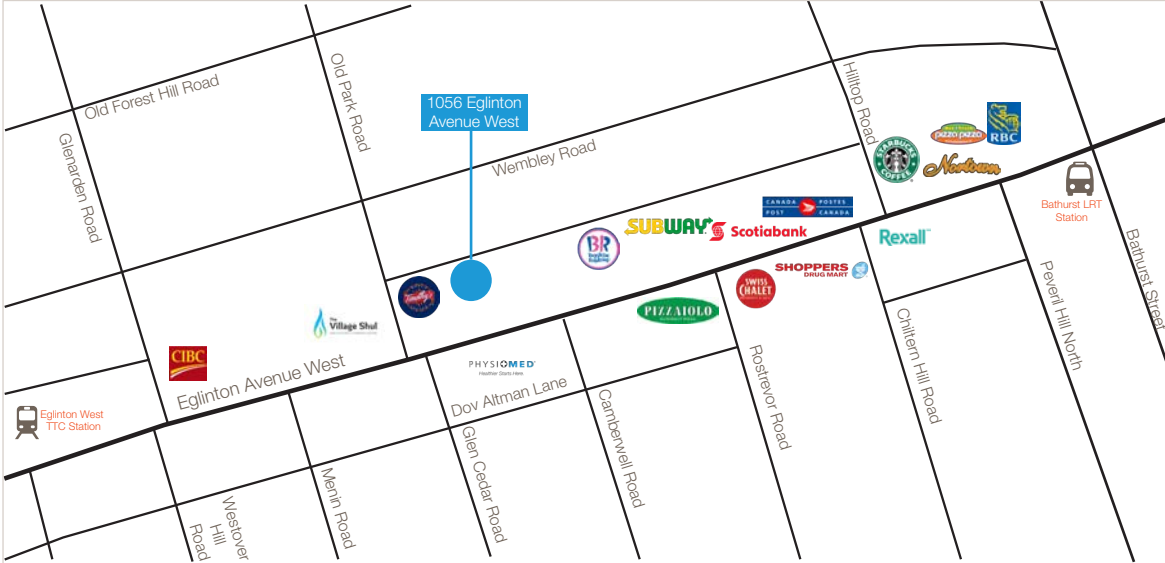 Old Forest Hill Road
Old Park Road
Hilltop Road
1056 Eglinton
Avenue West
Glenarden Road
Wembley Road
STARBUCKS
COFFEE
pizza pizza
RBC
Nortown
Bathurst LRT
Station
CANADA POSTES
POST CANADA
SUBWAY
Scotiabank
Rexall
BR
baskin
robbins
SHOPPERS
DRUG MART
SWISS
CHALET
Timothy's
PIZZAIOLO
The
Village Shul
CIBC
Eglinton Avenue West
PHYSIOMED
Healthier Starts Here.
Dov Altman Lane
Eglinton West
TTC Station
Westover
Hill
Road
Menin Road
Glen Cedar Road
Camberwell Road
Rostrevor Road
Chiltern Hill Road
Peveril Hill North
Bathurst Street